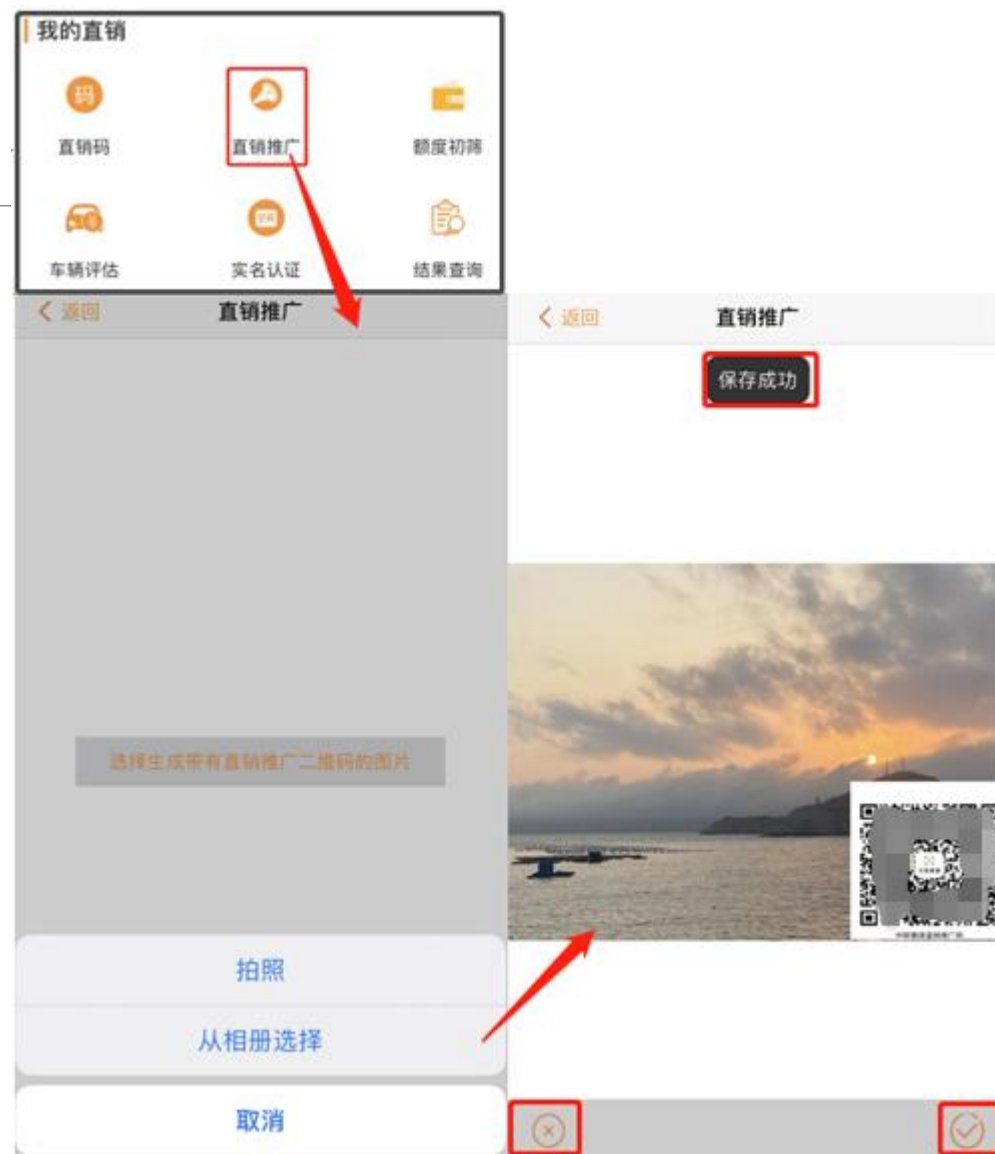 我的直销
码
直销码
直销推广
额度初筛
车辆评估
实名认证
结果查询
返回
直销推广
选择生成带有直销推广二维码的图片
拍照
从相册选择
取消
返回
直销推广
保存成功